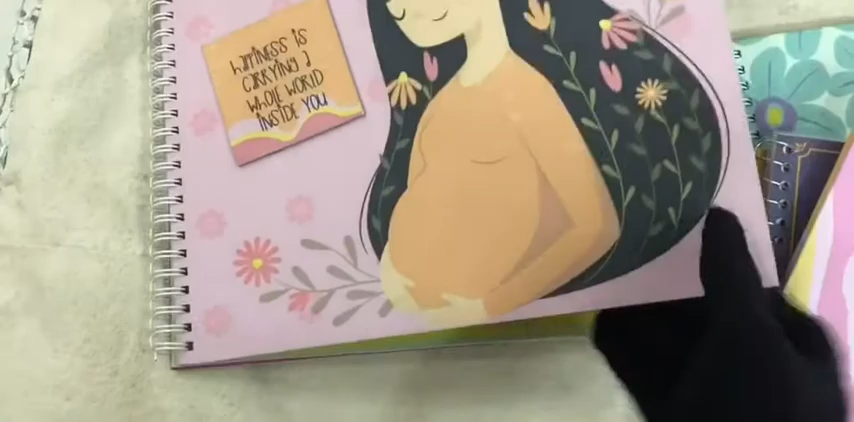 HAPPINESS IS
CARRYING A
WHOLE WORLD
INSIDE YOU